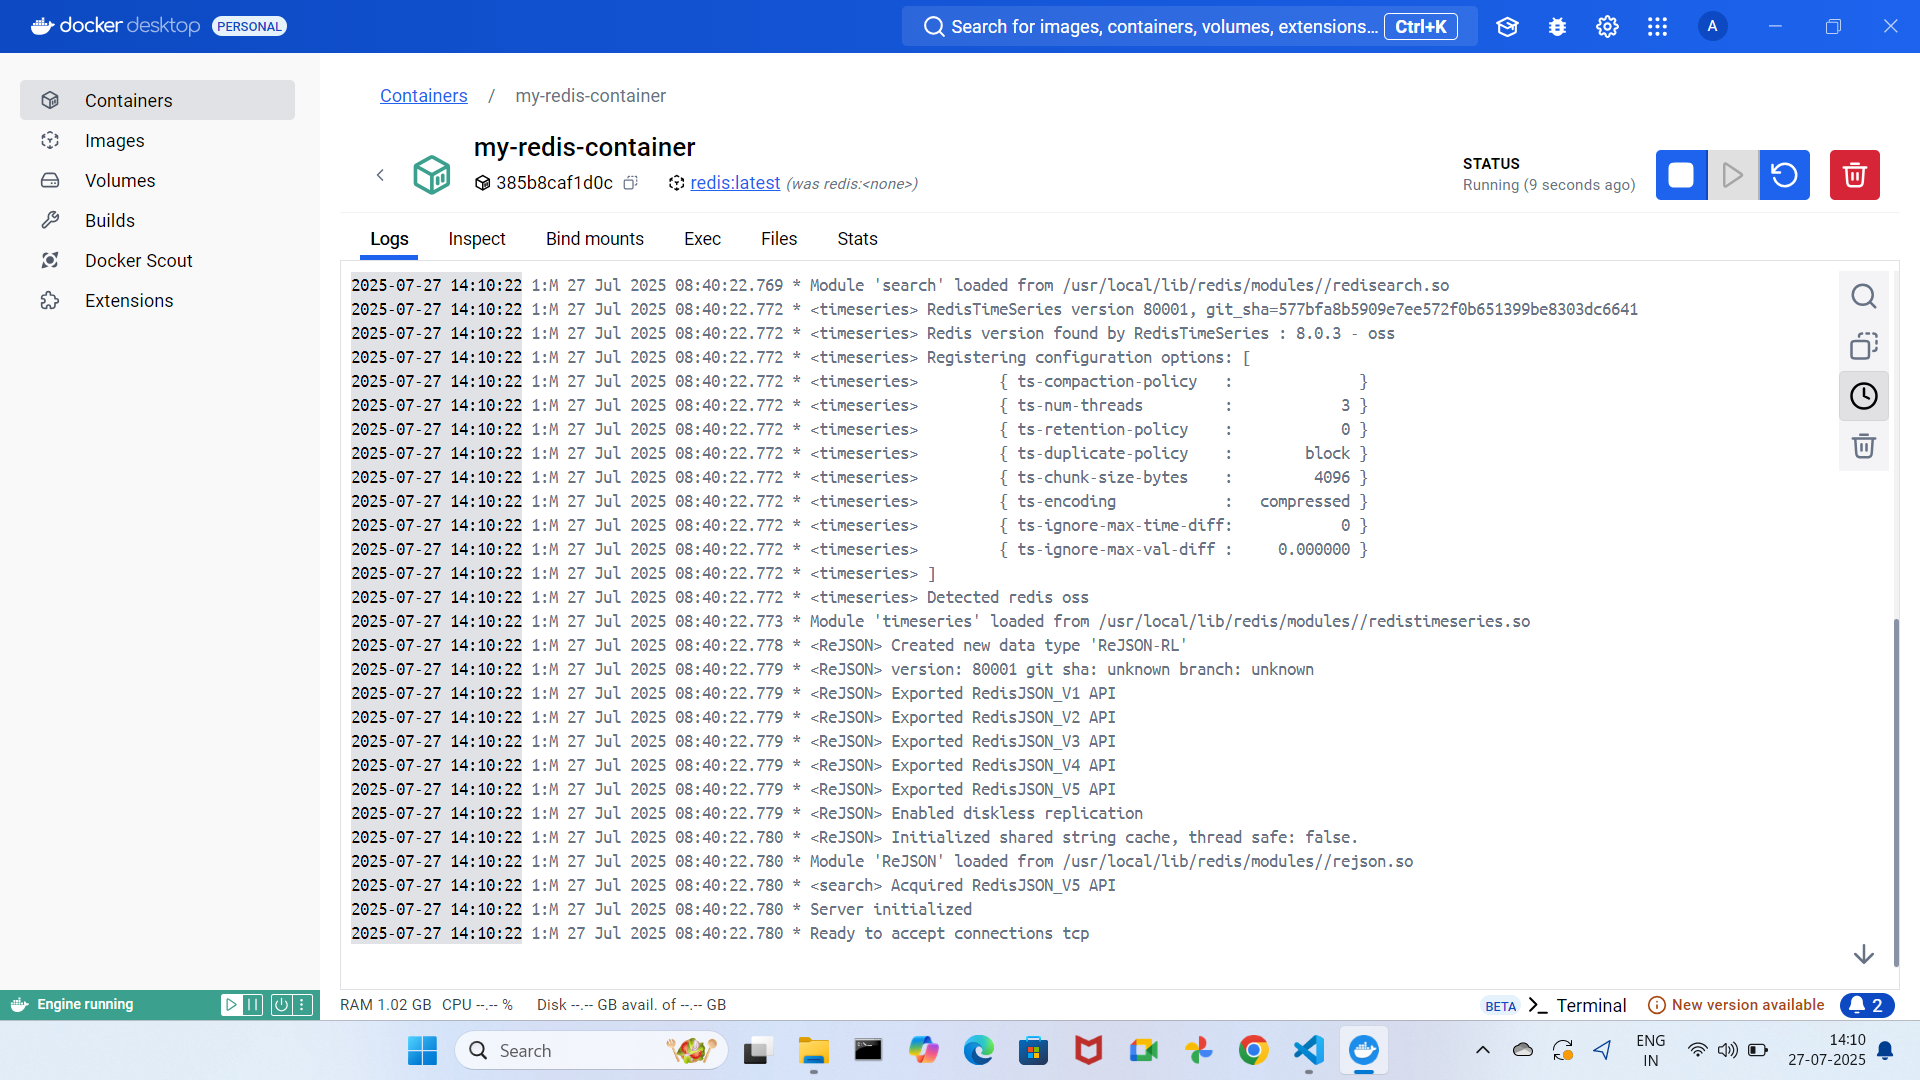 docker desktop PERSONAL
Search for images, containers, volumes, extensions... Ctrl+K
A
Containers
Images
Volumes
Builds
Docker Scout
Extensions
Containers / my-redis-container
my-redis-container
385b8caf1d0c redis:latest (was redis:<none>)
STATUS
Running (9 seconds ago)
Logs Inspect Bind mounts Exec Files Stats
2025-07-27 14:10:22 1:M 27 Jul 2025 08:40:22.769 * Module 'search' loaded from /usr/local/lib/redis/modules//redisearch.so
2025-07-27 14:10:22 1:M 27 Jul 2025 08:40:22.772 * <timeseries> RedisTimeSeries version 80001, git_sha=577bfa8b5909e7ee572f0b651399be8303dc6641
2025-07-27 14:10:22 1:M 27 Jul 2025 08:40:22.772 * <timeseries> Redis version found by RedisTimeSeries : 8.0.3 - oss
2025-07-27 14:10:22 1:M 27 Jul 2025 08:40:22.772 * <timeseries> Registering configuration options: [
2025-07-27 14:10:22 1:M 27 Jul 2025 08:40:22.772 * <timeseries> { ts-compaction-policy : }
2025-07-27 14:10:22 1:M 27 Jul 2025 08:40:22.772 * <timeseries> { ts-num-threads : 3 }
2025-07-27 14:10:22 1:M 27 Jul 2025 08:40:22.772 * <timeseries> { ts-retention-policy : 0 }
2025-07-27 14:10:22 1:M 27 Jul 2025 08:40:22.772 * <timeseries> { ts-duplicate-policy : block }
2025-07-27 14:10:22 1:M 27 Jul 2025 08:40:22.772 * <timeseries> { ts-chunk-size-bytes : 4096 }
2025-07-27 14:10:22 1:M 27 Jul 2025 08:40:22.772 * <timeseries> { ts-encoding : compressed }
2025-07-27 14:10:22 1:M 27 Jul 2025 08:40:22.772 * <timeseries> { ts-ignore-max-time-diff: 0 }
2025-07-27 14:10:22 1:M 27 Jul 2025 08:40:22.772 * <timeseries> { ts-ignore-max-val-diff : 0.000000 }
2025-07-27 14:10:22 1:M 27 Jul 2025 08:40:22.772 * <timeseries> ]
2025-07-27 14:10:22 1:M 27 Jul 2025 08:40:22.772 * <timeseries> Detected redis oss
2025-07-27 14:10:22 1:M 27 Jul 2025 08:40:22.773 * Module 'timeseries' loaded from /usr/local/lib/redis/modules//redistimeseries.so
2025-07-27 14:10:22 1:M 27 Jul 2025 08:40:22.778 * <ReJSON> Created new data type 'ReJSON-RL'
2025-07-27 14:10:22 1:M 27 Jul 2025 08:40:22.779 * <ReJSON> version: 80001 git sha: unknown branch: unknown
2025-07-27 14:10:22 1:M 27 Jul 2025 08:40:22.779 * <ReJSON> Exported RedisJSON_V1 API
2025-07-27 14:10:22 1:M 27 Jul 2025 08:40:22.779 * <ReJSON> Exported RedisJSON_V2 API
2025-07-27 14:10:22 1:M 27 Jul 2025 08:40:22.779 * <ReJSON> Exported RedisJSON_V3 API
2025-07-27 14:10:22 1:M 27 Jul 2025 08:40:22.779 * <ReJSON> Exported RedisJSON_V4 API
2025-07-27 14:10:22 1:M 27 Jul 2025 08:40:22.779 * <ReJSON> Exported RedisJSON_V5 API
2025-07-27 14:10:22 1:M 27 Jul 2025 08:40:22.779 * <ReJSON> Enabled diskless replication
2025-07-27 14:10:22 1:M 27 Jul 2025 08:40:22.780 * <ReJSON> Initialized shared string cache, thread safe: false.
2025-07-27 14:10:22 1:M 27 Jul 2025 08:40:22.780 * Module 'ReJSON' loaded from /usr/local/lib/redis/modules//rejson.so
2025-07-27 14:10:22 1:M 27 Jul 2025 08:40:22.780 * <search> Acquired RedisJSON_V5 API
2025-07-27 14:10:22 1:M 27 Jul 2025 08:40:22.780 * Server initialized
2025-07-27 14:10:22 1:M 27 Jul 2025 08:40:22.780 * Ready to accept connections tcp
Engine running
RAM 1.02 GB CPU --.-- % Disk --.-- GB avail. of --.-- GB
BETA Terminal New version available 2
Search
ENG
IN
14:10
27-07-2025